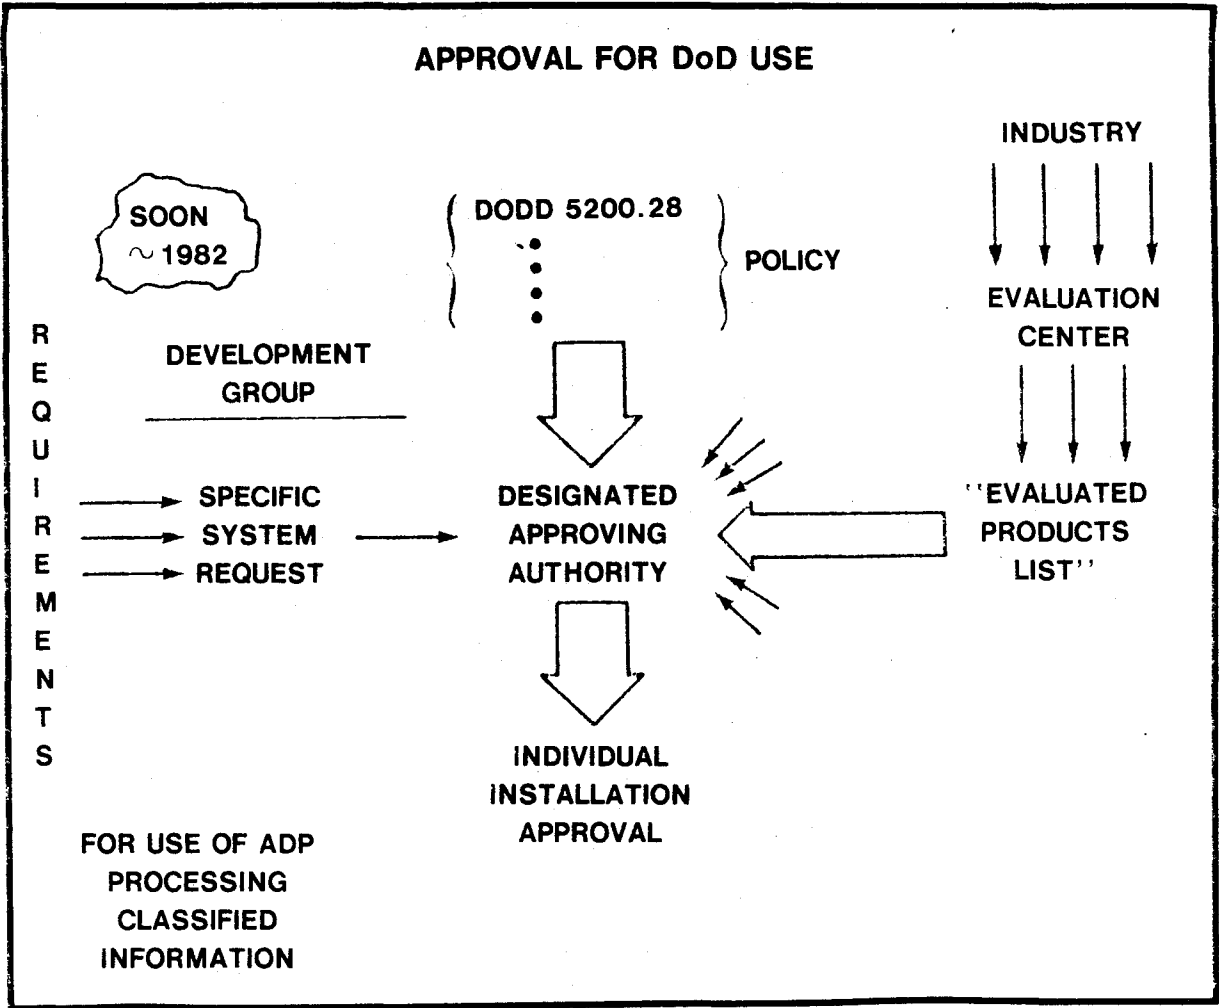 APPROVAL FOR DoD USE
INDUSTRY
SOON
~ 1982
DODD 5200.28
POLICY
EVALUATION
CENTER
REQUIREMENTS
DEVELOPMENT
GROUP
SPECIFIC
SYSTEM
REQUEST
DESIGNATED
APPROVING
AUTHORITY
"EVALUATED
PRODUCTS
LIST"
INDIVIDUAL
INSTALLATION
APPROVAL
FOR USE OF ADP
PROCESSING
CLASSIFIED
INFORMATION